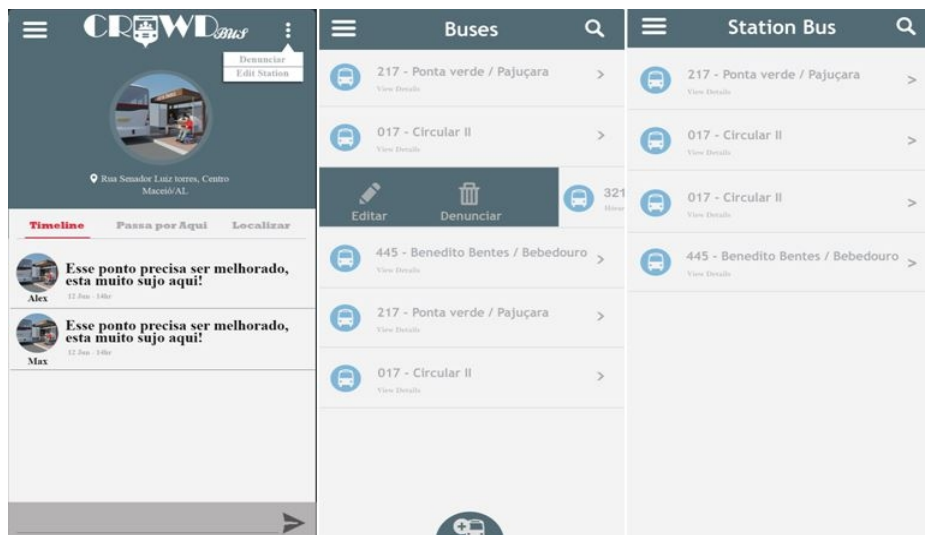 CROWDBus
Denunciar
Edit Station
Rua Senador Luiz torres, Centro
Maceió/AL
Timeline Passa por Aqui Localizar
Esse ponto precisa ser melhorado,
esta muito sujo aqui!
Alex
12 Jun - 14hr
Esse ponto precisa ser melhorado,
esta muito sujo aqui!
12 Jun - 14hr
Max
Buses
217 - Ponta verde / Pajuçara
View Details
017 - Circular II
View Details
Editar Denunciar
321
445 - Benedito Bentes / Bebedouro
View Details
217 - Ponta verde / Pajuçara
View Details
017 - Circular II
View Details
Station Bus
217 - Ponta verde / Pajuçara
View Details
017 - Circular II
View Details
017 - Circular II
View Details
445 - Benedito Bentes / Bebedouro
View Details